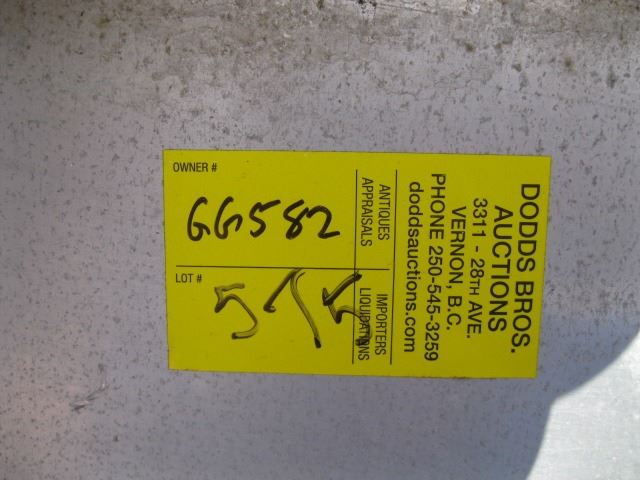 OWNER #
GG582
LOT #
575
ANTIQUES
APPRAISALS
IMPORTERS
LIQUIDATIONS
DODDS BROS.
AUCTIONS
3311 - 28TH AVE.
VERNON, B.C.
PHONE 250-545-3259
doddsauctions.com